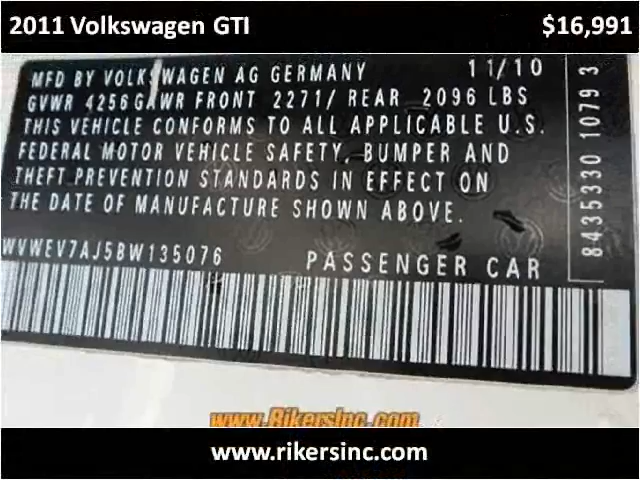 2011 Volkswagen GTI $16,991
MFD BY VOLKSWAGEN AG GERMANY 11/10
GVWR 4256 GAWR FRONT 2271/ REAR 2096 LBS
THIS VEHICLE CONFORMS TO ALL APPLICABLE U.S.
FEDERAL MOTOR VEHICLE SAFETY, BUMPER AND
THEFT PREVENTION STANDARDS IN EFFECT ON
THE DATE OF MANUFACTURE SHOWN ABOVE.
WVWEV7AJ5BW135076 PASSENGER CAR
8435330 1079 3
www.RikersInc.com
www.rikersinc.com